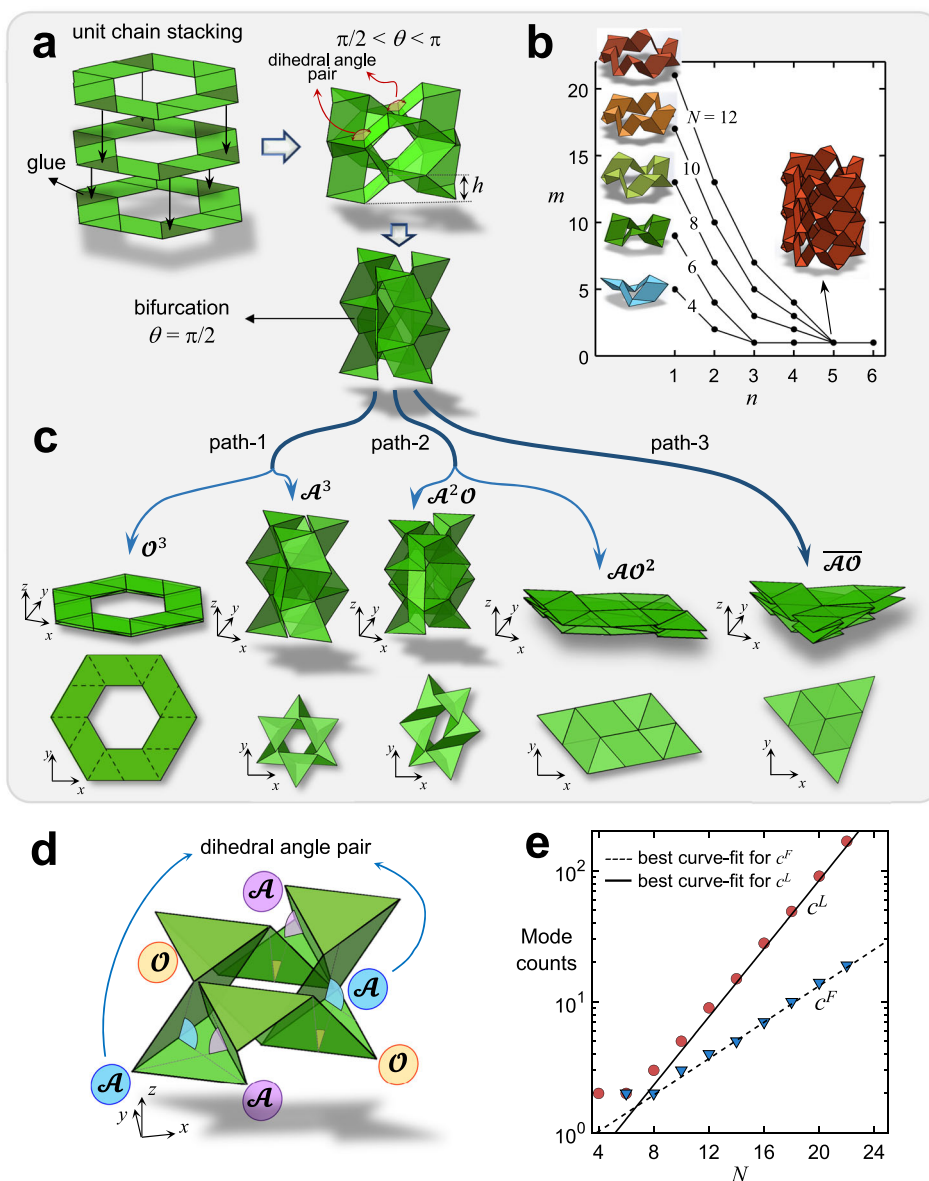 a
unit chain stacking
glue
π/2 < θ < π
dihedral angle
pair
h
bifurcation
θ = π/2
b
m
20
15
10
5
0
N = 12
10
8
6
4
1 2 3 4 5 6
n
c
path-1
path-2
path-3
𝒪³
𝒜³
𝒜²𝒪
𝒜𝒪²
$\overline{𝒜𝒪}$
z y x
z y x
z y x
z y x
z y x
y x
y x
y x
y x
y x
d
dihedral angle pair
𝒜
𝒪
𝒜
𝒜
𝒪
𝒜
z
y
x
e
best curve-fit for c^F
best curve-fit for c^L
c^L
c^F
Mode
counts
10²
10¹
10⁰
4 8 12 16 20 24
N